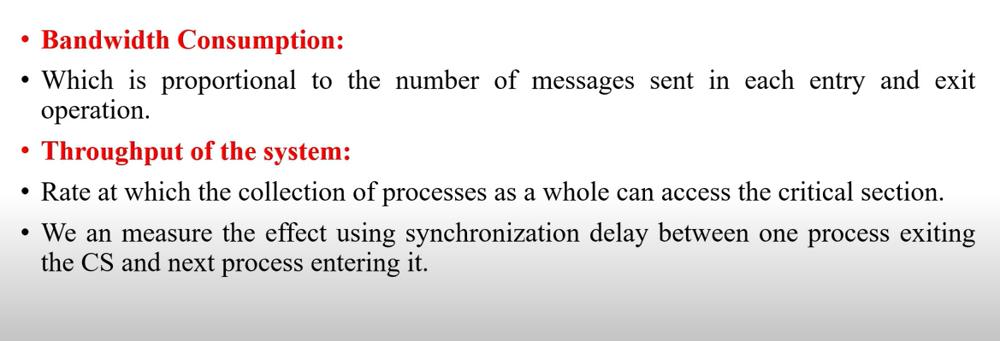 • Bandwidth Consumption:
• Which is proportional to the number of messages sent in each entry and exit
operation.
• Throughput of the system:
• Rate at which the collection of processes as a whole can access the critical section.
• We an measure the effect using synchronization delay between one process exiting
the CS and next process entering it.